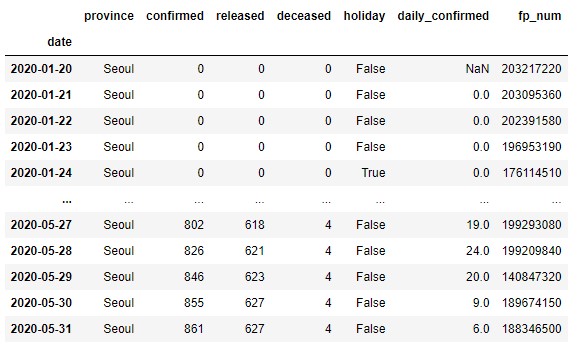 province confirmed released deceased holiday daily_confirmed fp_num
date
2020-01-20 Seoul 0 0 0 False NaN 203217220
2020-01-21 Seoul 0 0 0 False 0.0 203095360
2020-01-22 Seoul 0 0 0 False 0.0 202391580
2020-01-23 Seoul 0 0 0 False 0.0 196953190
2020-01-24 Seoul 0 0 0 True 0.0 176114510
... ... ... ... ... ... ... ...
2020-05-27 Seoul 802 618 4 False 19.0 199293080
2020-05-28 Seoul 826 621 4 False 24.0 199209840
2020-05-29 Seoul 846 623 4 False 20.0 140847320
2020-05-30 Seoul 855 627 4 False 9.0 189674150
2020-05-31 Seoul 861 627 4 False 6.0 188346500